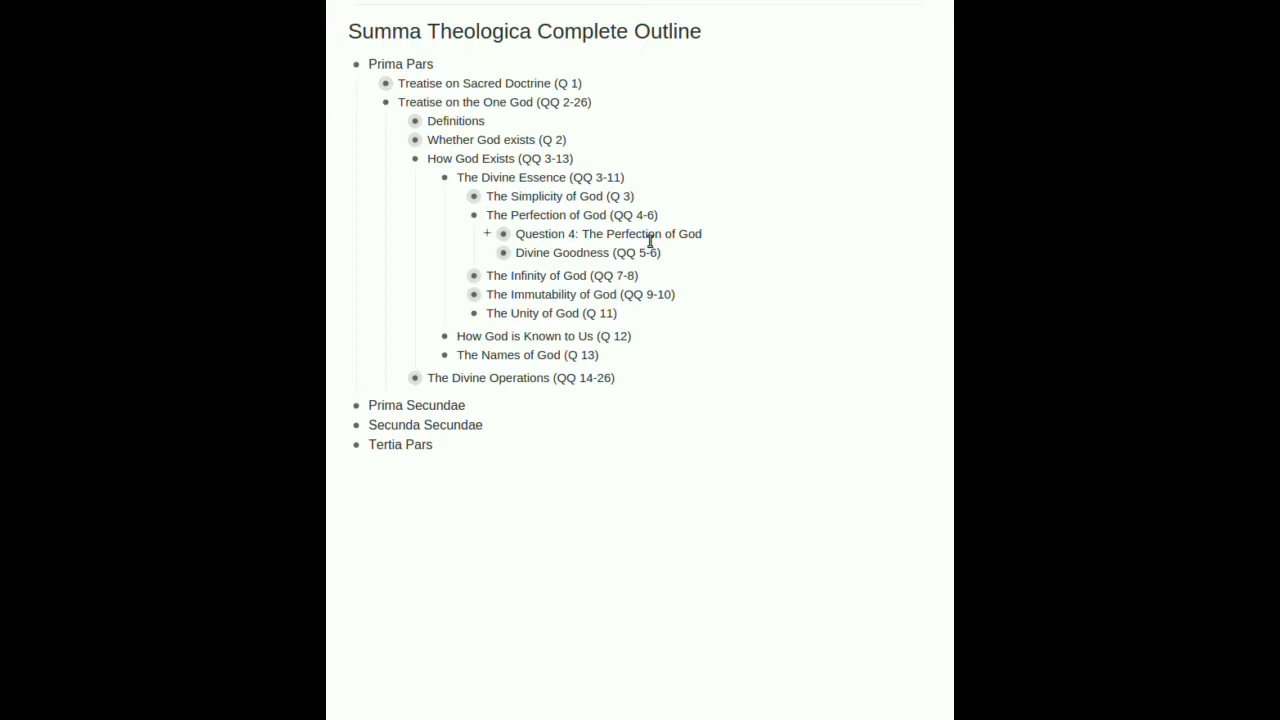 Summa Theologica Complete Outline
Prima Pars
Treatise on Sacred Doctrine (Q 1)
Treatise on the One God (QQ 2-26)
Definitions
Whether God exists (Q 2)
How God Exists (QQ 3-13)
The Divine Essence (QQ 3-11)
The Simplicity of God (Q 3)
The Perfection of God (QQ 4-6)
Question 4: The Perfection of God
Divine Goodness (QQ 5-6)
The Infinity of God (QQ 7-8)
The Immutability of God (QQ 9-10)
The Unity of God (Q 11)
How God is Known to Us (Q 12)
The Names of God (Q 13)
The Divine Operations (QQ 14-26)
Prima Secundae
Secunda Secundae
Tertia Pars